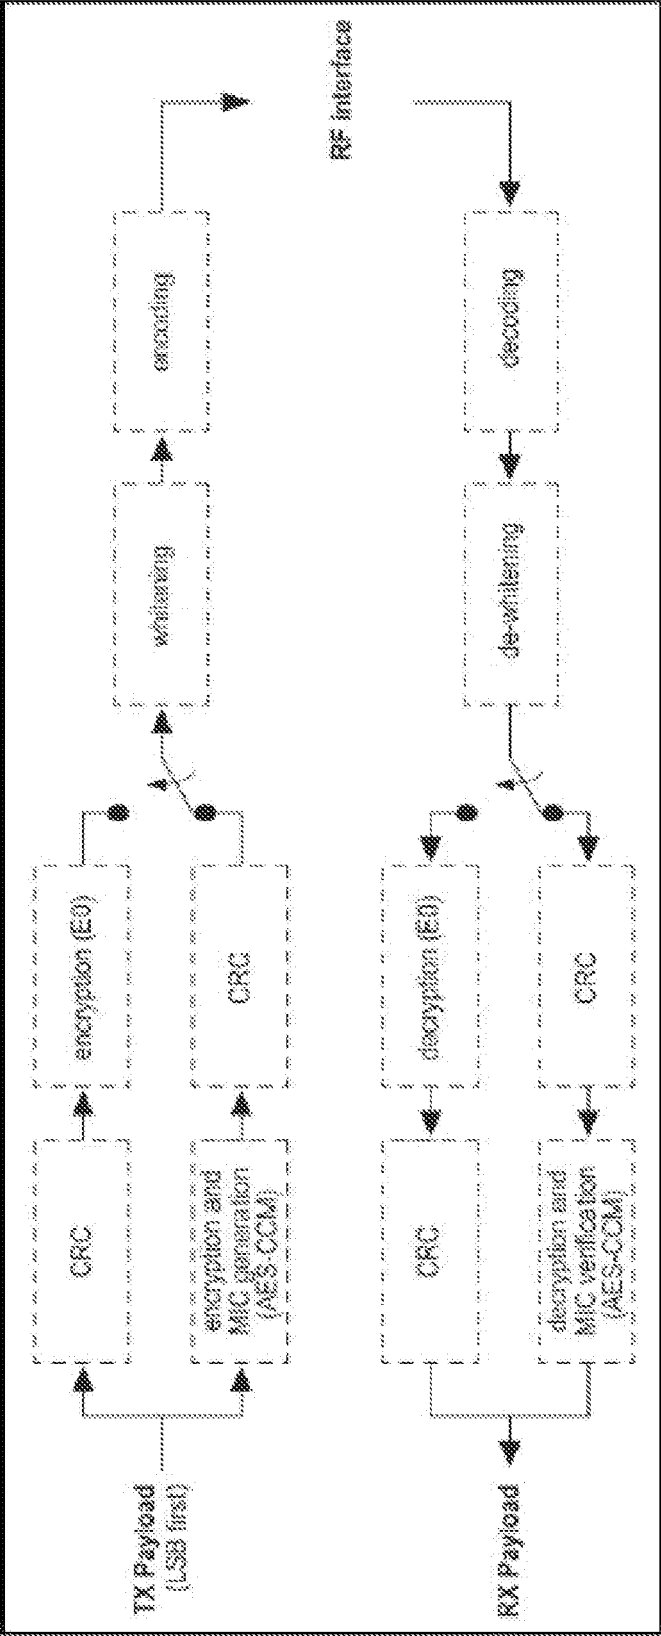 TX Payload
(LSB first)
CRC
encryption (E0)
encryption and
MIC generation
(AES-CCM)
CRC
whitening
encoding
RF Interface
decoding
de-whitening
decryption (E0)
CRC
CRC
decryption and
MIC verification
(AES-CCM)
RX Payload